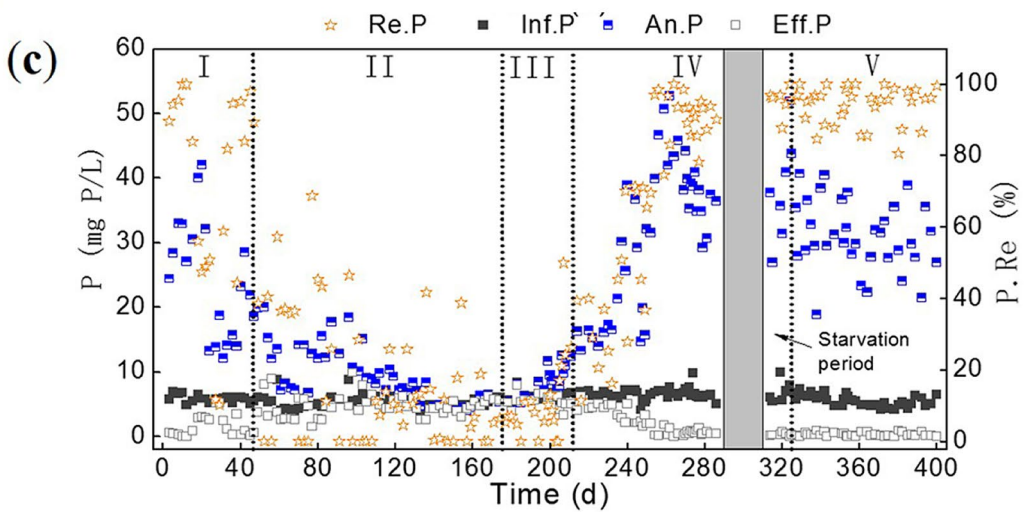 (c)
Re.P Inf.P An.P Eff.P
I II III IV V
60
50
40
30
20
10
0
P (mg P/L)
100
80
60
40
20
0
P.Re (%)
Starvation
period
0 40 80 120 160 200 240 280 320 360 400
Time (d)